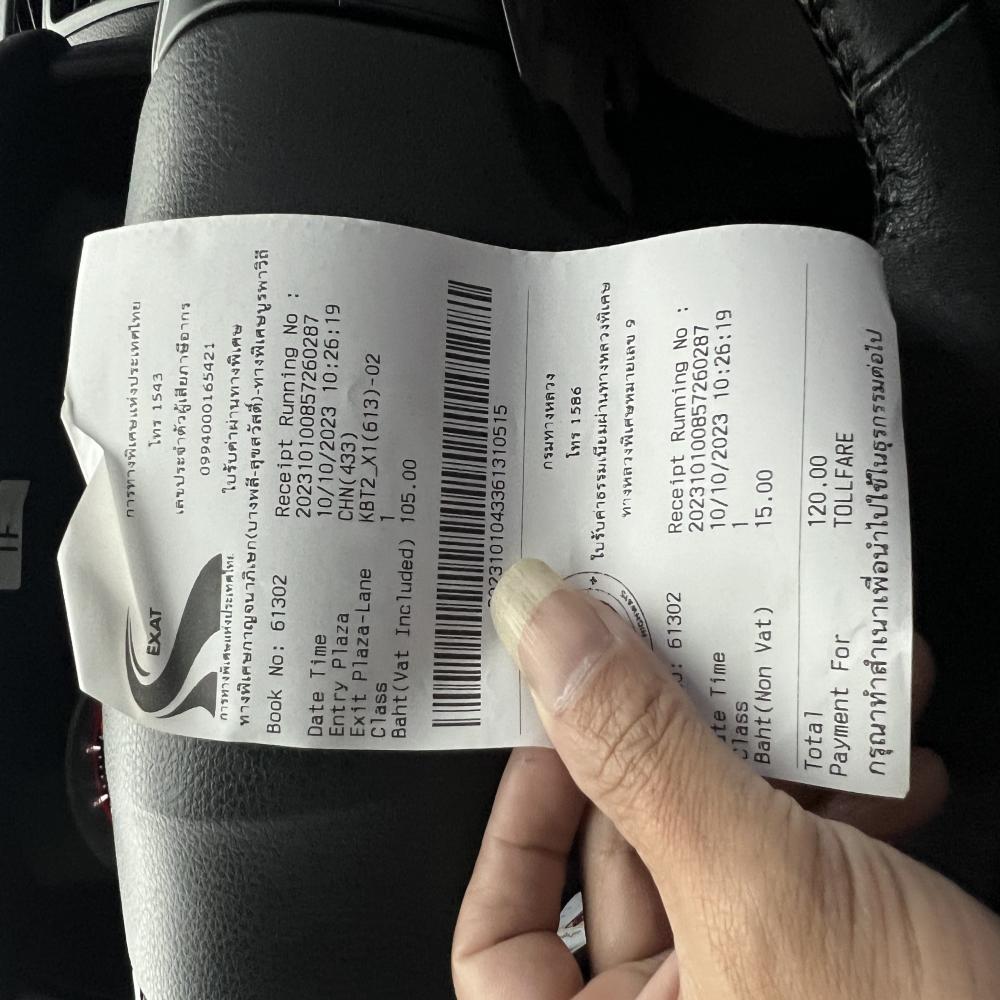 EXAT
การทางพิเศษแห่งประเทศไทย
การทางพิเศษแห่งประเทศไทย
โทร 1543
เลขประจำตัวผู้เสียภาษีอากร
0994000165421
ใบรับค่าผ่านทางพิเศษ
ทางพิเศษกาญจนาภิเษก(บางพลี-สุขสวัสดิ์)-ทางพิเศษบูรพาวิถี
Book No: 61302 Receipt Running No :
2023101008572​60287
Date Time 10/10/2023 10:26:19
Entry Plaza CHN(433)
Exit Plaza-Lane KBT2_X1(613)-02
Class 1
Baht(Vat Included) 105.00
20231010433613​10515
กรมทางหลวง
โทร 1586
ใบรับค่าธรรมเนียมผ่านทางหลวงพิเศษ
ทางหลวงพิเศษหมายเลข 9
HIGHWAYS
: 61302 Receipt Running No :
202310100857260287
Time 10/10/2023 10:26:19
Class 1
Baht(Non Vat) 15.00
Total 120.00
Payment For TOLLFARE
กรุณาทำสำเนาเพื่อนำไปใช้ในธุรกรรมต่อไป